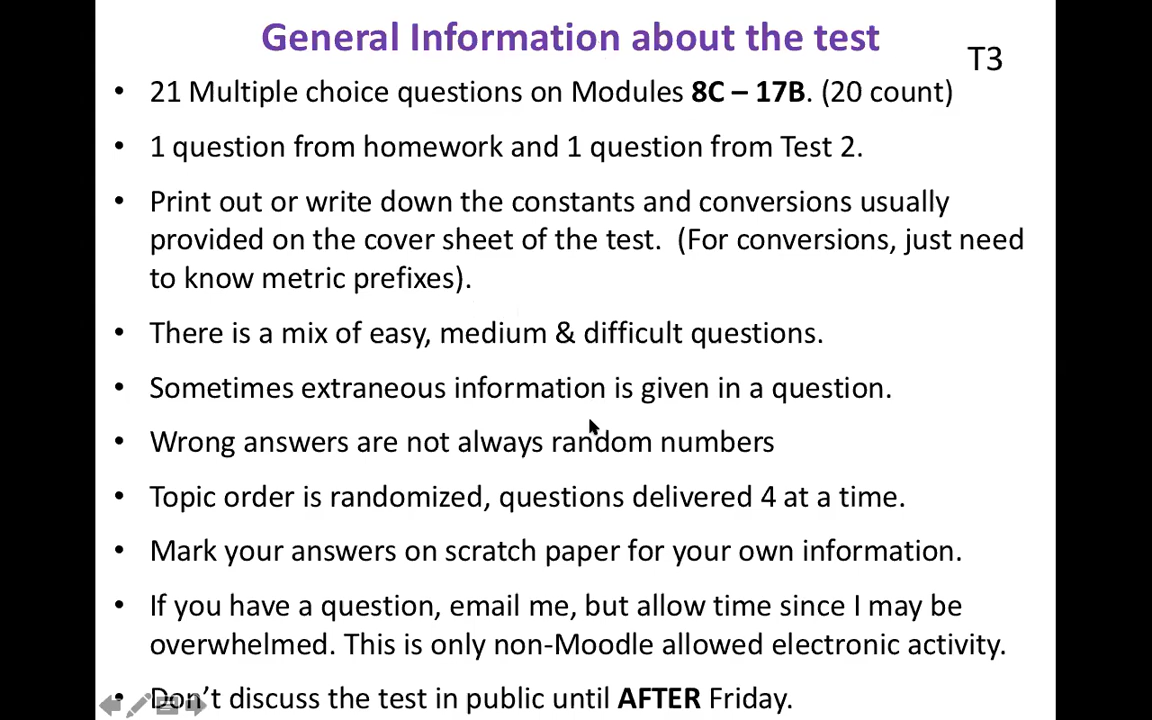 General Information about the test
T3
• 21 Multiple choice questions on Modules 8C – 17B. (20 count)
• 1 question from homework and 1 question from Test 2.
• Print out or write down the constants and conversions usually
provided on the cover sheet of the test.  (For conversions, just need
to know metric prefixes).
• There is a mix of easy, medium & difficult questions.
• Sometimes extraneous information is given in a question.
• Wrong answers are not always random numbers
• Topic order is randomized, questions delivered 4 at a time.
• Mark your answers on scratch paper for your own information.
• If you have a question, email me, but allow time since I may be
overwhelmed. This is only non-Moodle allowed electronic activity.
• Don’t discuss the test in public until AFTER Friday.